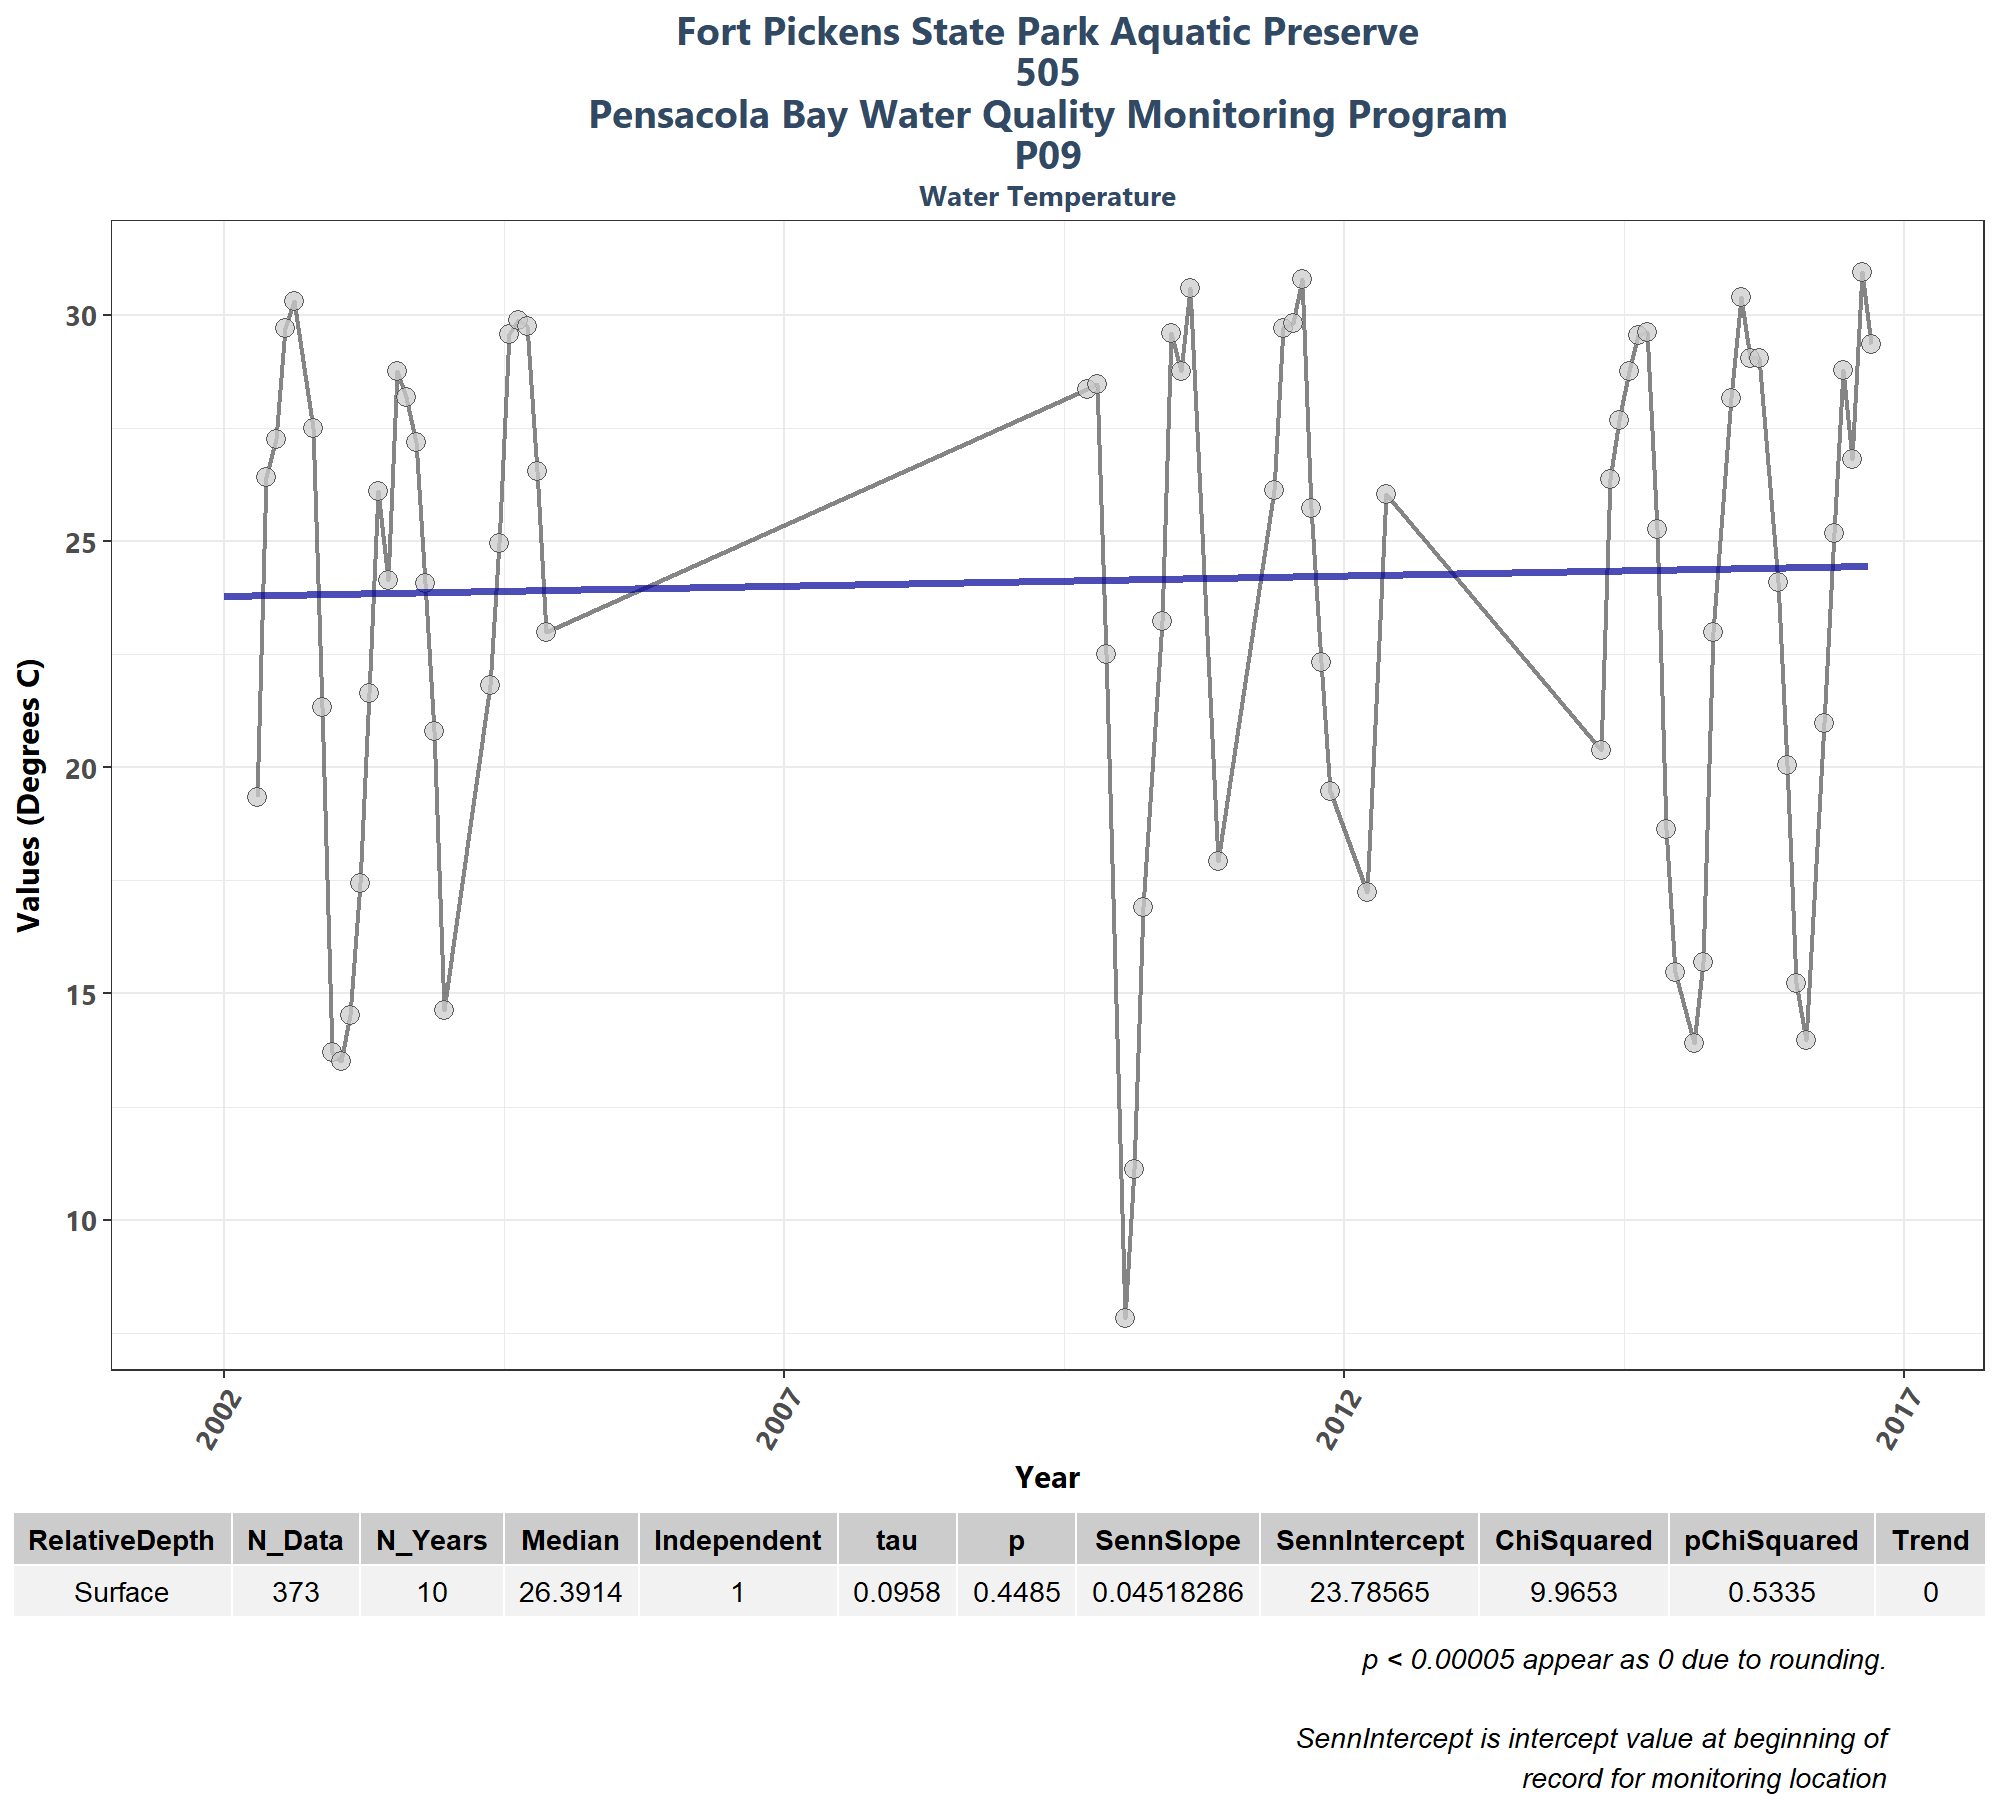 Fort Pickens State Park Aquatic Preserve
505
Pensacola Bay Water Quality Monitoring Program
P09
Water Temperature
Values (Degrees C)
30
25
20
15
10
2002 2007 2012 2017
Year
RelativeDepth N_Data N_Years Median Independent tau p SennSlope SennIntercept ChiSquared pChiSquared Trend
Surface 373 10 26.3914 1 0.0958 0.4485 0.04518286 23.78565 9.9653 0.5335 0
p < 0.00005 appear as 0 due to rounding.
SennIntercept is intercept value at beginning of
record for monitoring location